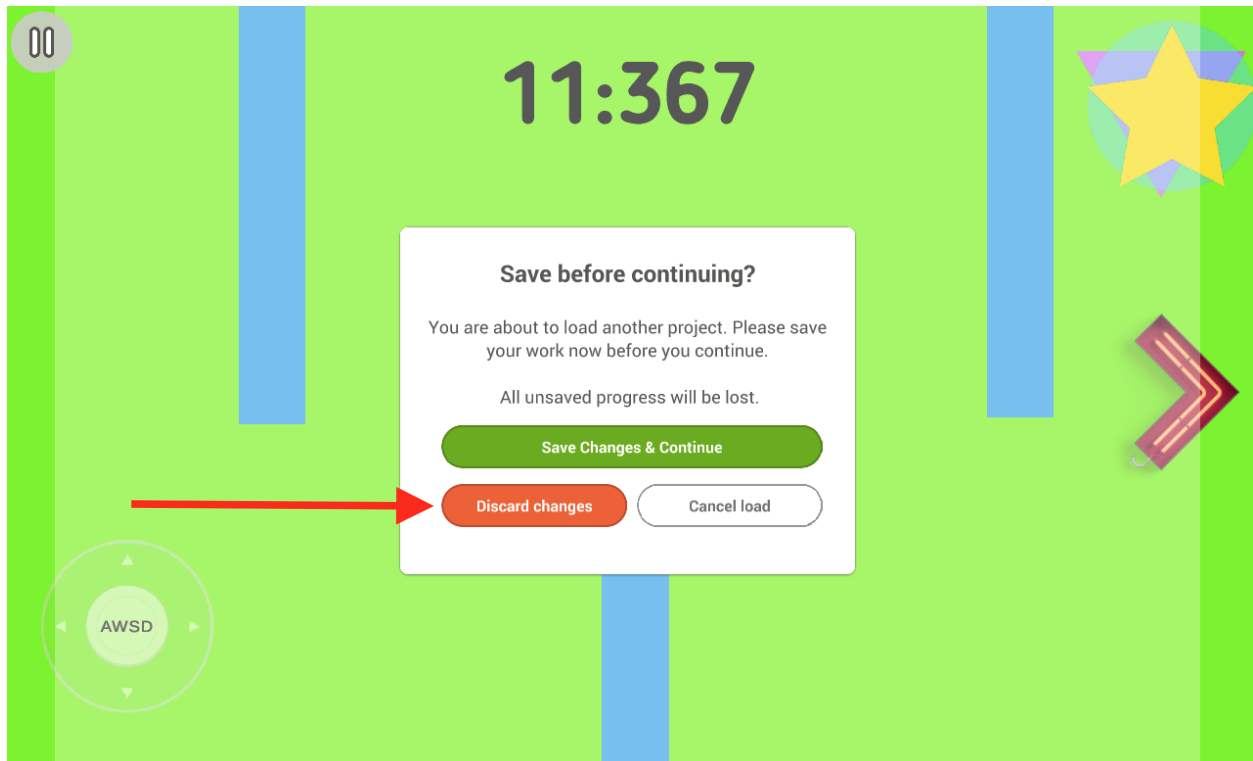 11:367
Save before continuing?
You are about to load another project. Please save
your work now before you continue.
All unsaved progress will be lost.
Save Changes & Continue
Discard changes
Cancel load
AWSD